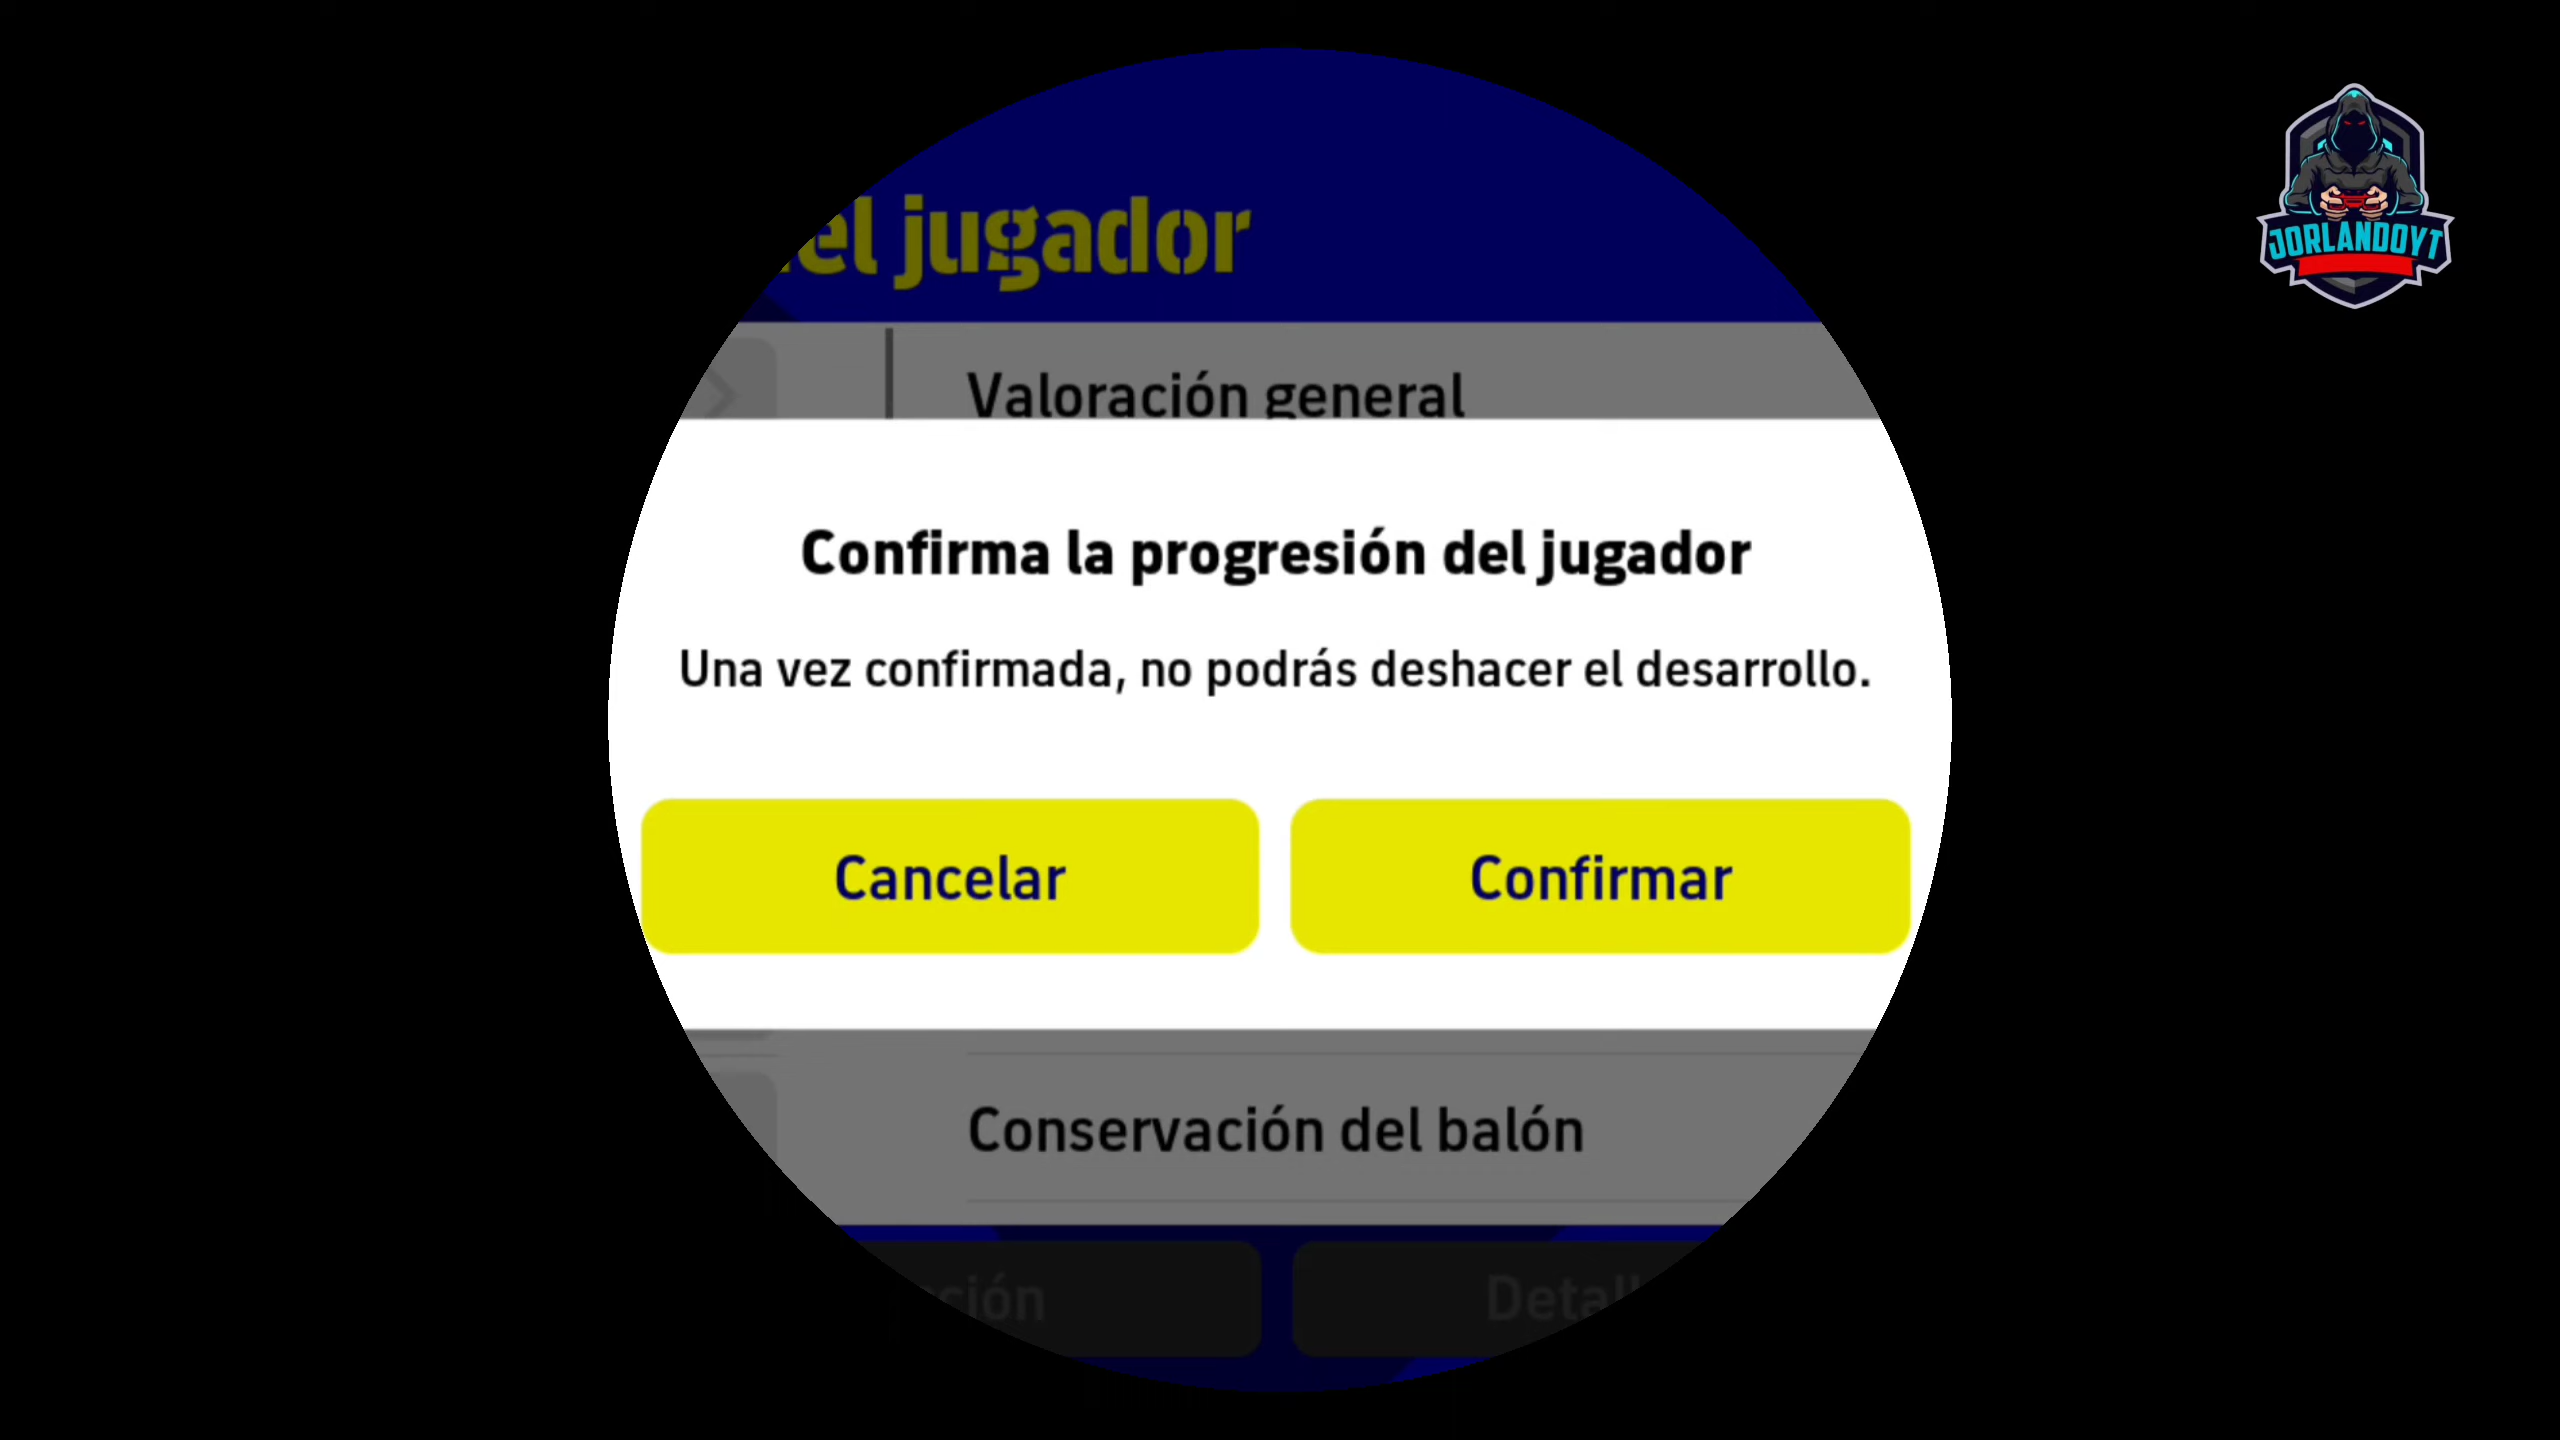 el jugador
JORLANDOYT
Valoración general
Confirma la progresión del jugador
Una vez confirmada, no podrás deshacer el desarrollo.
Cancelar
Confirmar
Conservación del balón